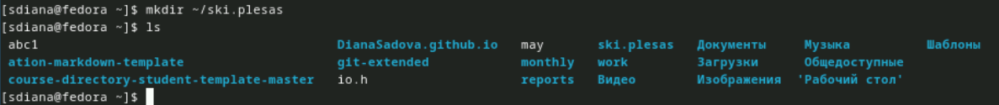 [sdiana@fedora ~]$ mkdir ~/ski.plesas
[sdiana@fedora ~]$ ls
abc1 DianaSadova.github.io may ski.plesas Документы Музыка Шаблоны
ation-markdown-template git-extended monthly work Загрузки Общедоступные
course-directory-student-template-master io.h reports Видео Изображения 'Рабочий стол'
[sdiana@fedora ~]$